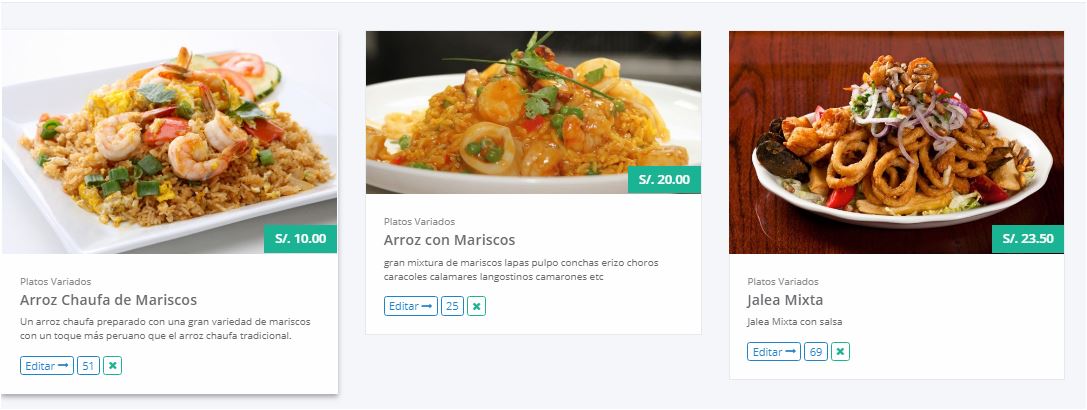 S/. 10.00
Platos Variados
Arroz Chaufa de Mariscos
Un arroz chaufa preparado con una gran variedad de mariscos
con un toque más peruano que el arroz chaufa tradicional.
Editar 51
S/. 20.00
Platos Variados
Arroz con Mariscos
gran mixtura de mariscos lapas pulpo conchas erizo choros
caracoles calamares langostinos camarones etc
Editar 25
S/. 23.50
Platos Variados
Jalea Mixta
Jalea Mixta con salsa
Editar 69